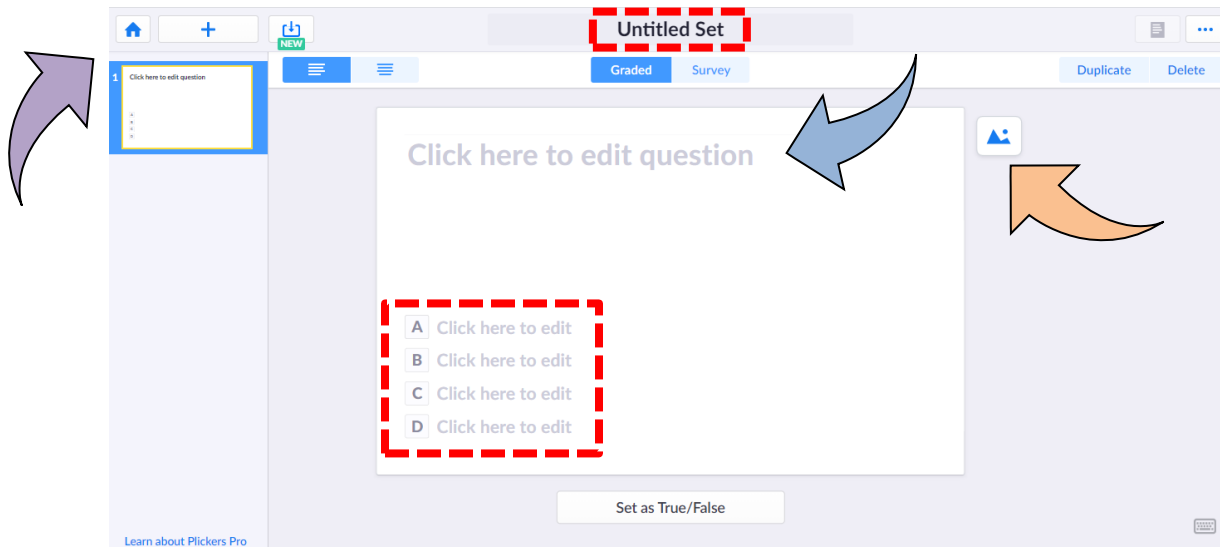 Untitled Set
NEW
1 Click here to edit question
Graded Survey
Duplicate Delete
Click here to edit question
A Click here to edit
B Click here to edit
C Click here to edit
D Click here to edit
Set as True/False
Learn about Plickers Pro